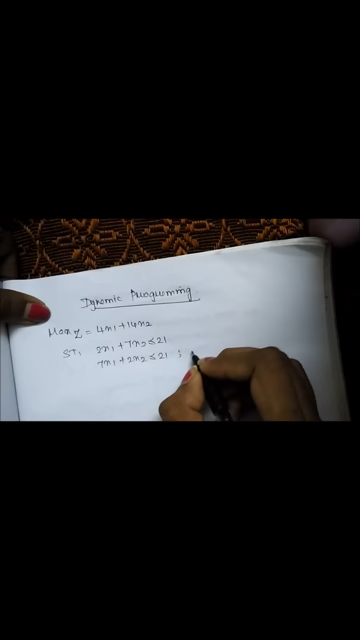 Dynamic Programming
Max Z = 4x1 + 14x2
ST, 2x1 + 7x2 ≤ 21
7x1 + 2x2 ≤ 21 ;